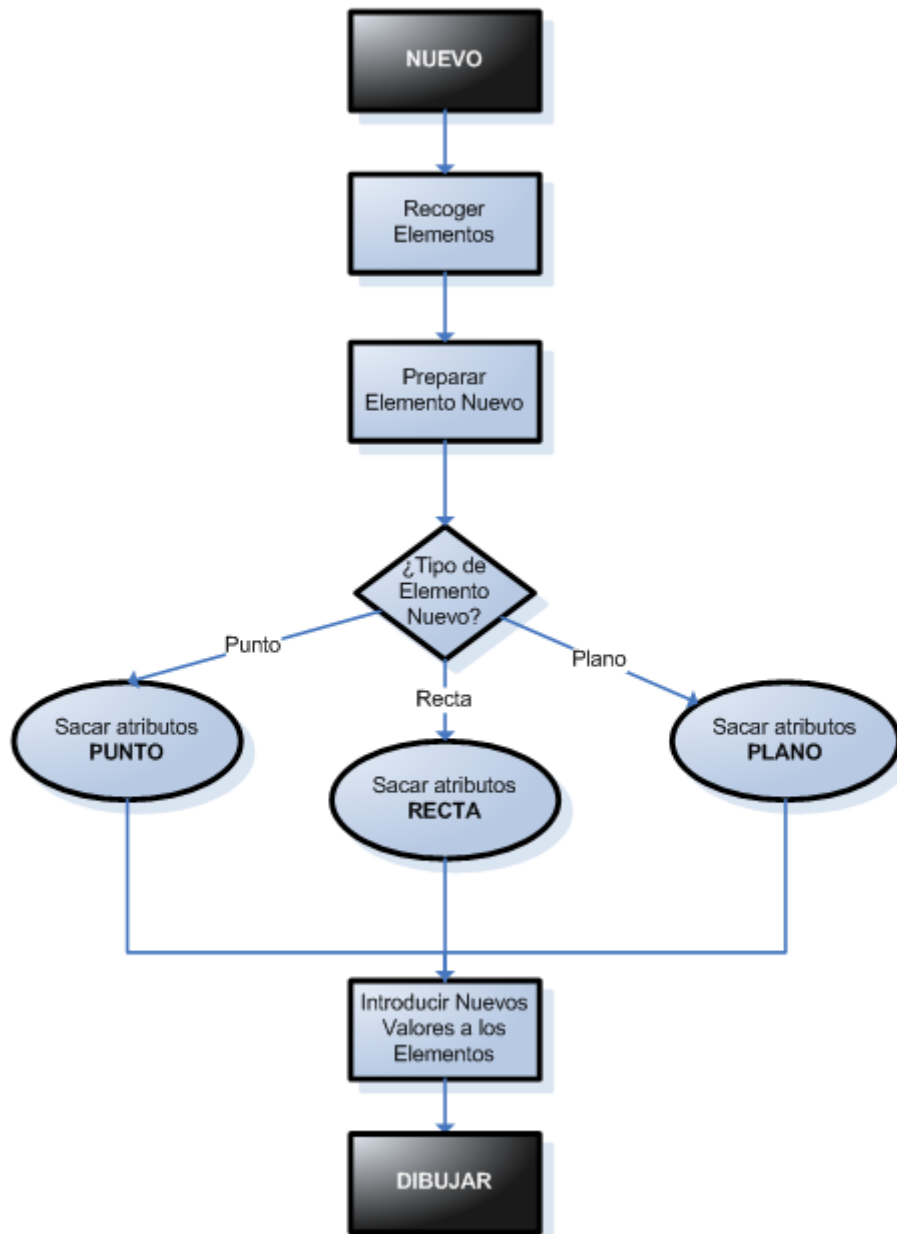 NUEVO
Recoger
Elementos
Preparar
Elemento Nuevo
¿Tipo de
Elemento
Nuevo?
Punto
Recta
Plano
Sacar atributos
PUNTO
Sacar atributos
RECTA
Sacar atributos
PLANO
Introducir Nuevos
Valores a los
Elementos
DIBUJAR